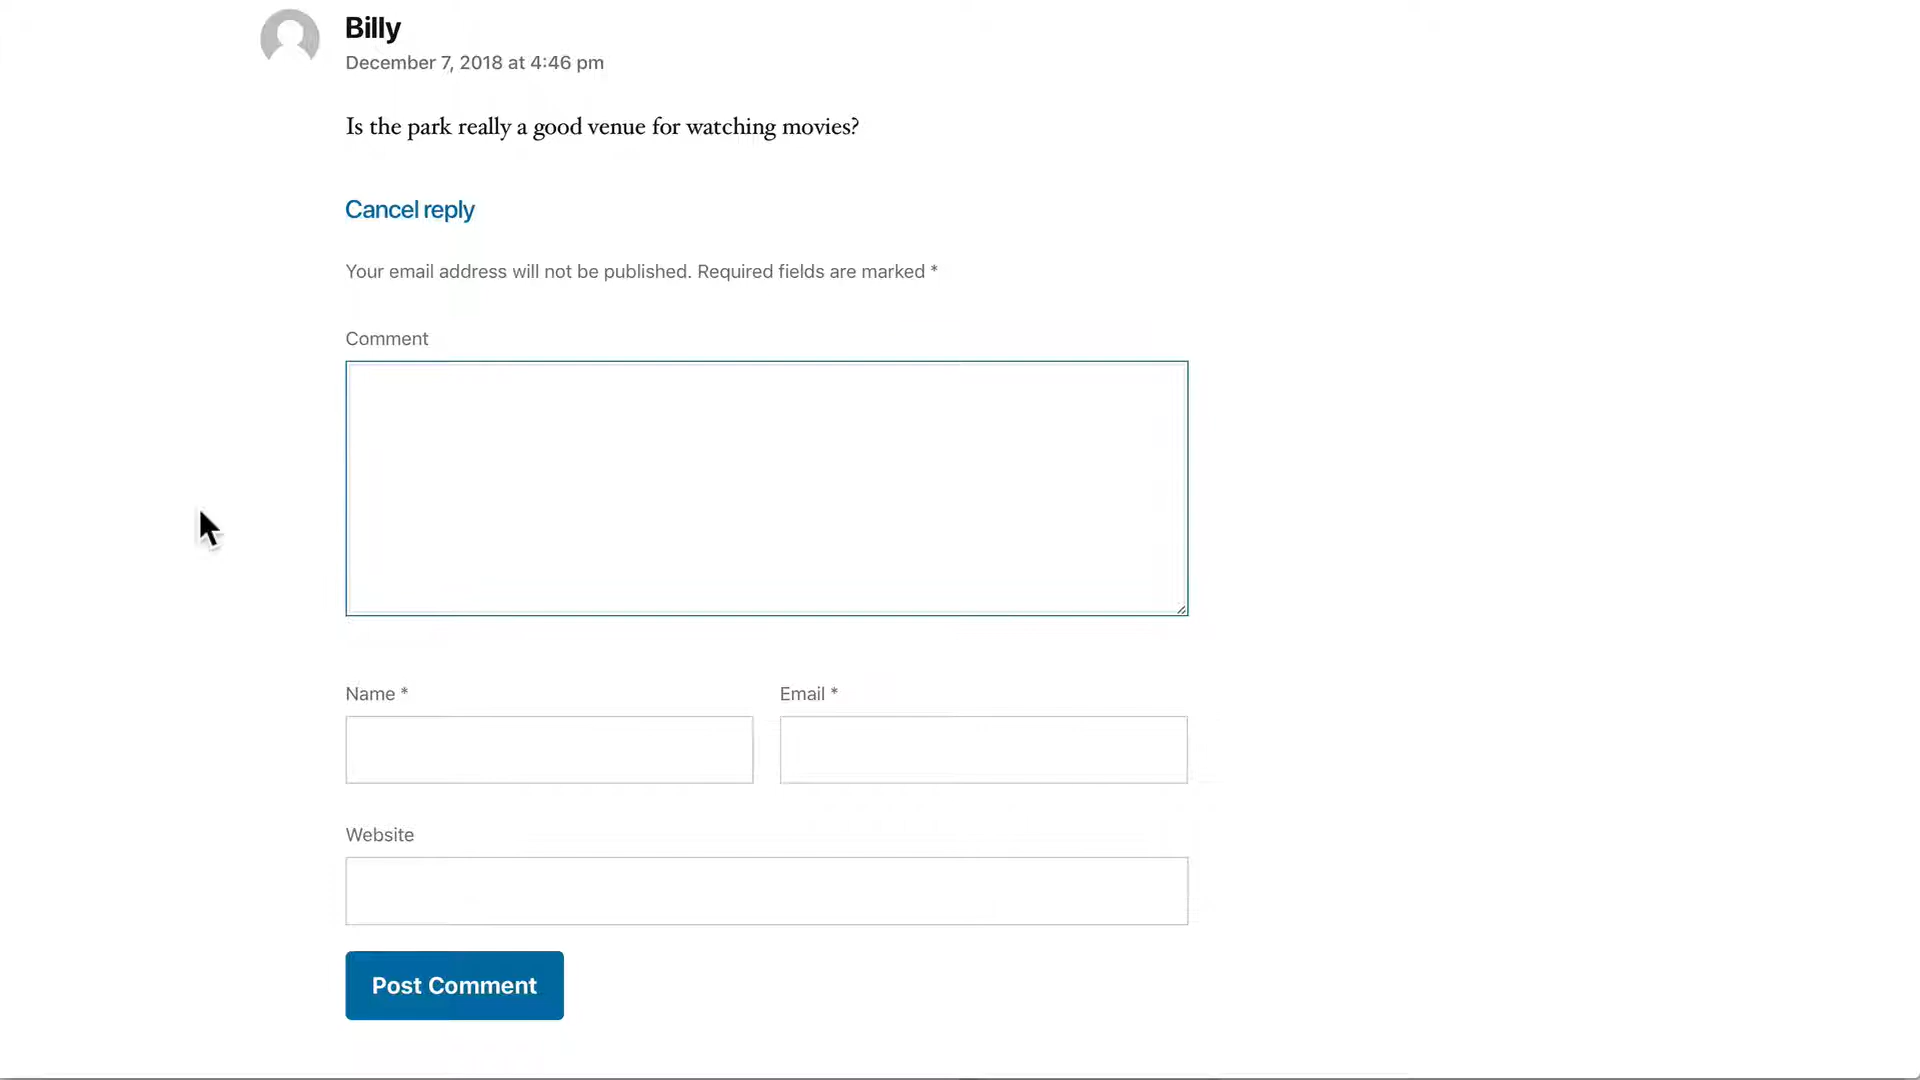 Billy
December 7, 2018 at 4:46 pm
Is the park really a good venue for watching movies?
Cancel reply
Your email address will not be published. Required fields are marked *
Comment
Name *
Email *
Website
Post Comment